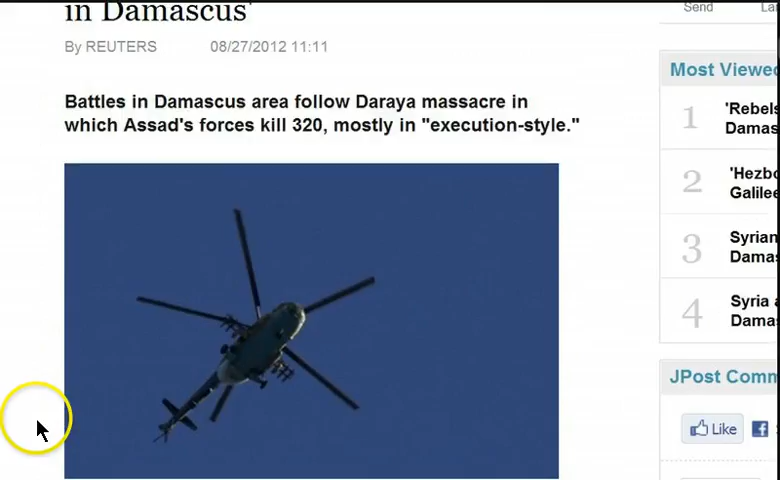 in Damascus'
By REUTERS 08/27/2012 11:11
Battles in Damascus area follow Daraya massacre in
which Assad's forces kill 320, mostly in "execution-style."
Send
Most Viewed
1 'Rebels
Damas
2 'Hezbo
Galilee
3 Syrian
Damas
4 Syria a
Damas
JPost Comm
Like